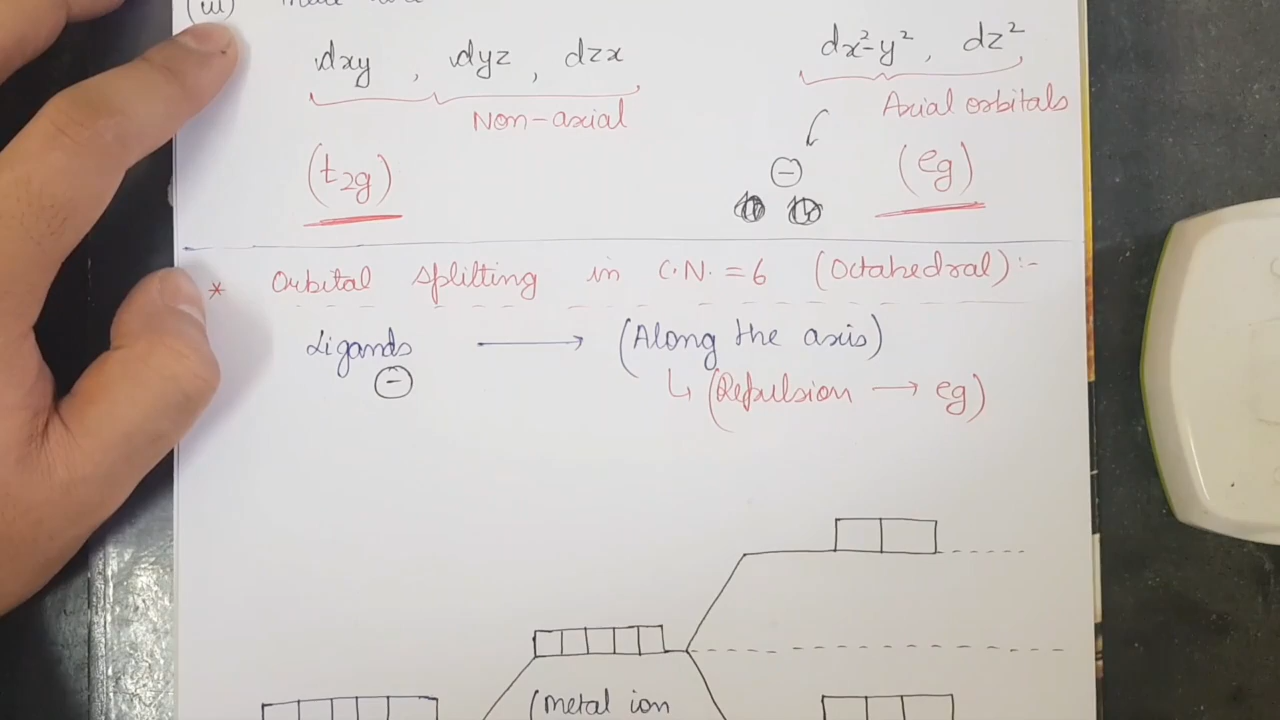 (iii)
dxy , dyz , dzx
dx²-y² , dz²
Non-axial
Axial orbitals
(t₂g)
(eg)
* Orbital splitting in C.N. = 6 (Octahedral) :-
Ligands ⟶ (Along the axis)
↳ (Repulsion → eg)
(metal ion